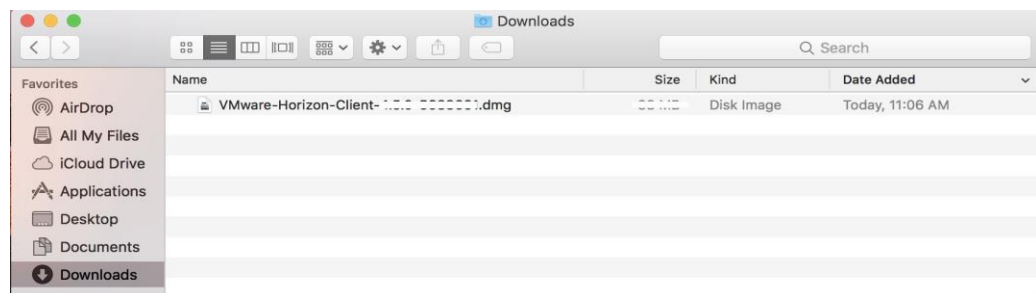 Downloads
Search
Favorites
AirDrop
All My Files
iCloud Drive
Applications
Desktop
Documents
Downloads
Name Size Kind Date Added
VMware-Horizon-Client- .dmg Disk Image Today, 11:06 AM